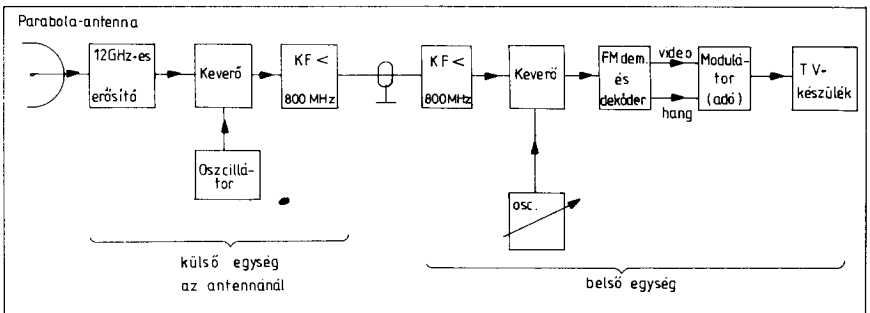 Parabola-antenna
12GHz-es
erősítő
Keverő
KF <
800 MHz
Oszcillá-
tor
KF <
800MHz
Keverő
osc.
FM dem.
és
dekóder
video
hang
Modulá-
tor
(adó)
TV-
készülék
külső egység
az antennánál
belső egység